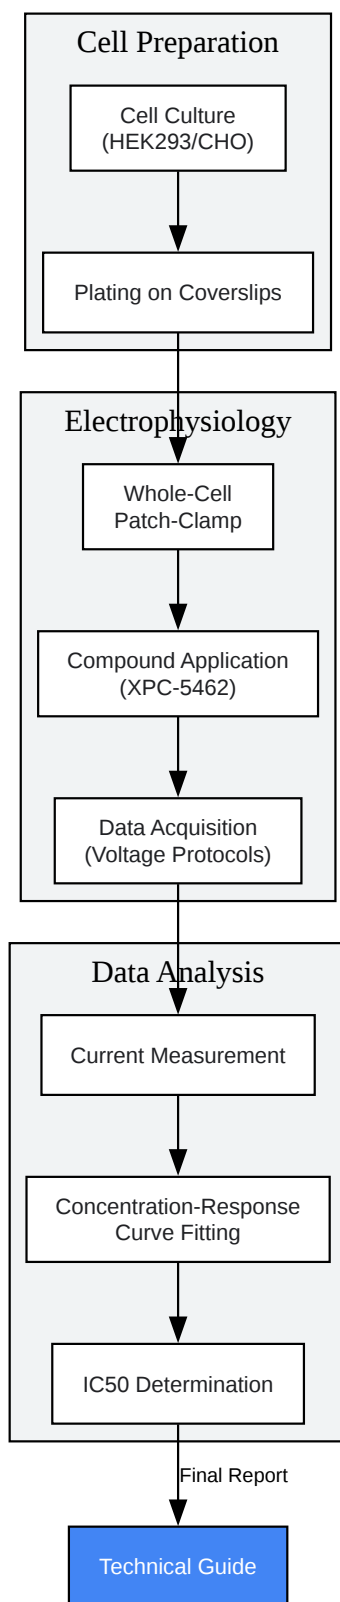 Cell Preparation
Cell Culture
(HEK293/CHO)
Plating on Coverslips
Electrophysiology
Whole-Cell
Patch-Clamp
Compound Application
(XPC-5462)
Data Acquisition
(Voltage Protocols)
Data Analysis
Current Measurement
Concentration-Response
Curve Fitting
IC50 Determination
Final Report
Technical Guide